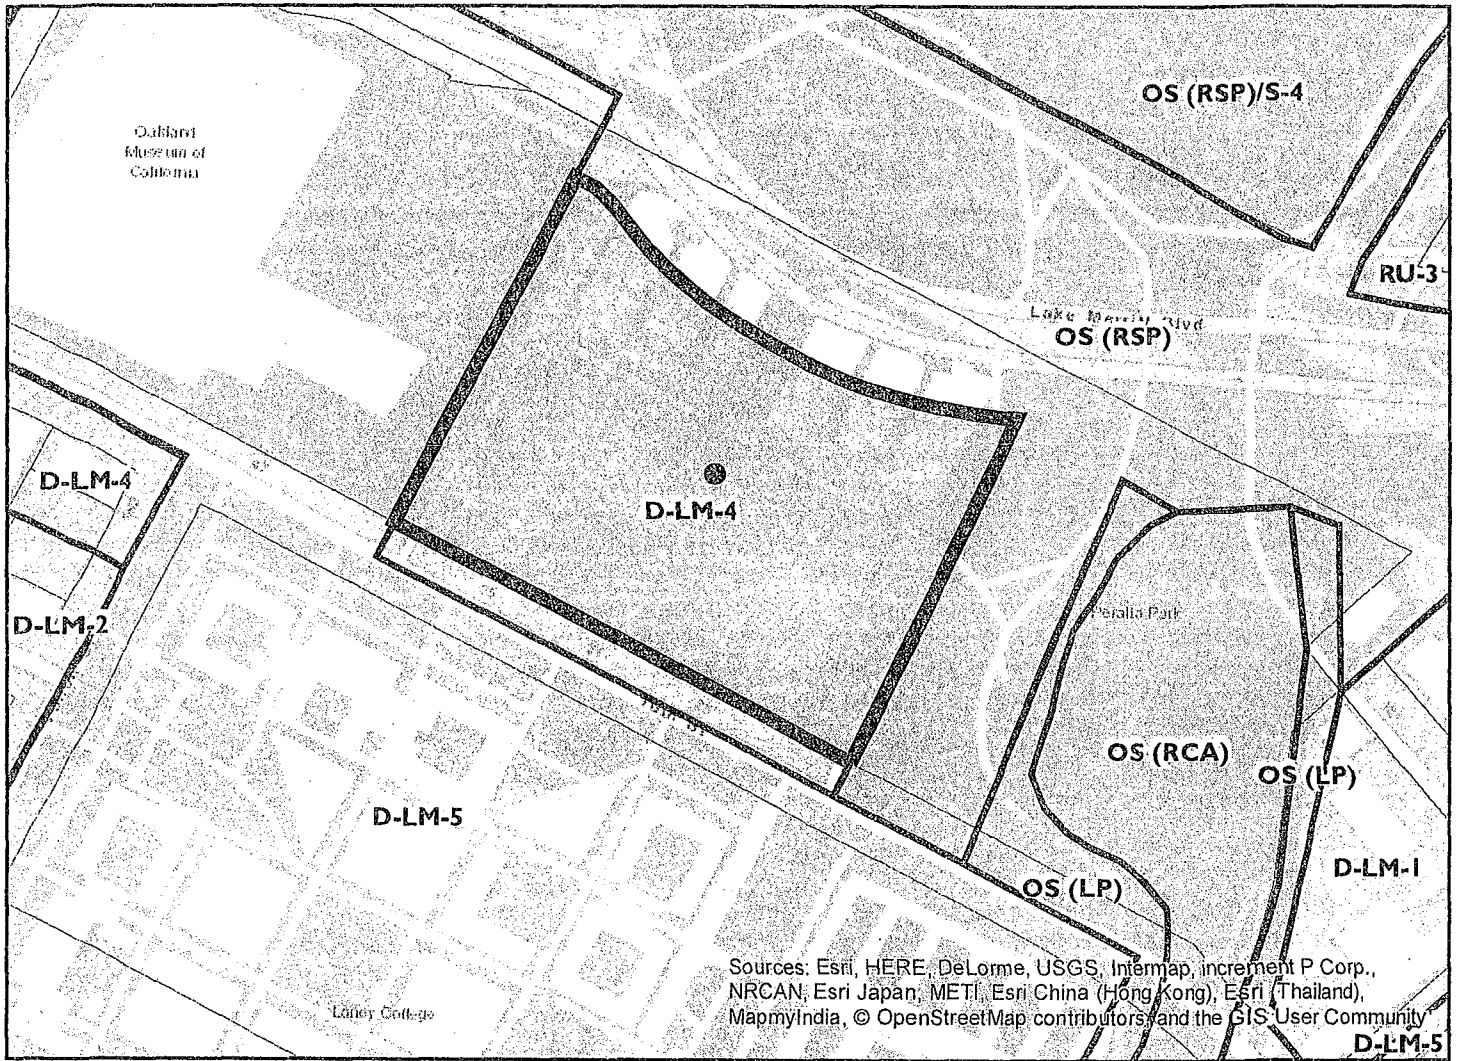 OS (RSP)/S-4
Oakland
Museum of
California
RU-3
Lake Merritt Blvd
OS (RSP)
D-LM-4
D-LM-4
Peralta Park
D-LM-2
10th St
OS (RCA)
OS (LP)
D-LM-5
D-LM-1
OS (LP)
Sources: Esri, HERE, DeLorme, USGS, Intermap, increment P Corp.,
NRCAN, Esri Japan, METI, Esri China (Hong Kong), Esri (Thailand),
MapmyIndia, © OpenStreetMap contributors, and the GIS User Community
Laney College
D-LM-5